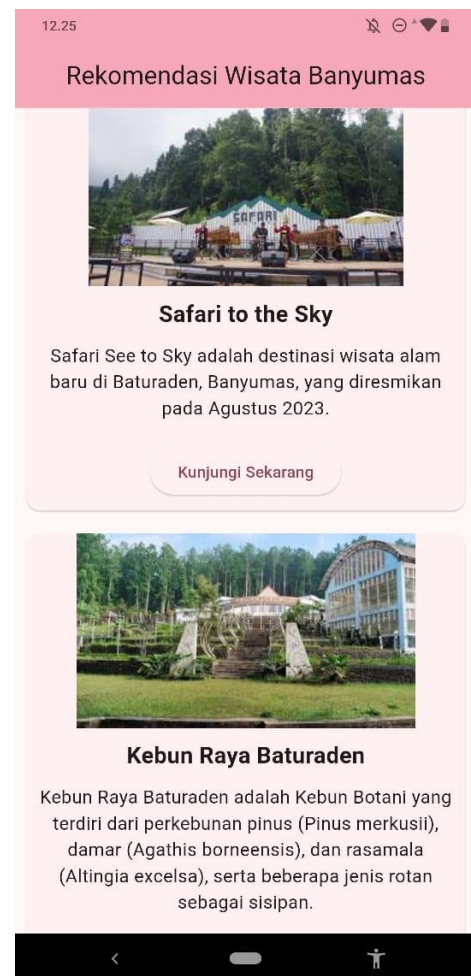 12.25
Rekomendasi Wisata Banyumas
SAFARI
Safari to the Sky
Safari See to Sky adalah destinasi wisata alam
baru di Baturaden, Banyumas, yang diresmikan
pada Agustus 2023.
Kunjungi Sekarang
Kebun Raya Baturaden
Kebun Raya Baturaden adalah Kebun Botani yang
terdiri dari perkebunan pinus (Pinus merkusii),
damar (Agathis borneensis), dan rasamala
(Altingia excelsa), serta beberapa jenis rotan
sebagai sisipan.